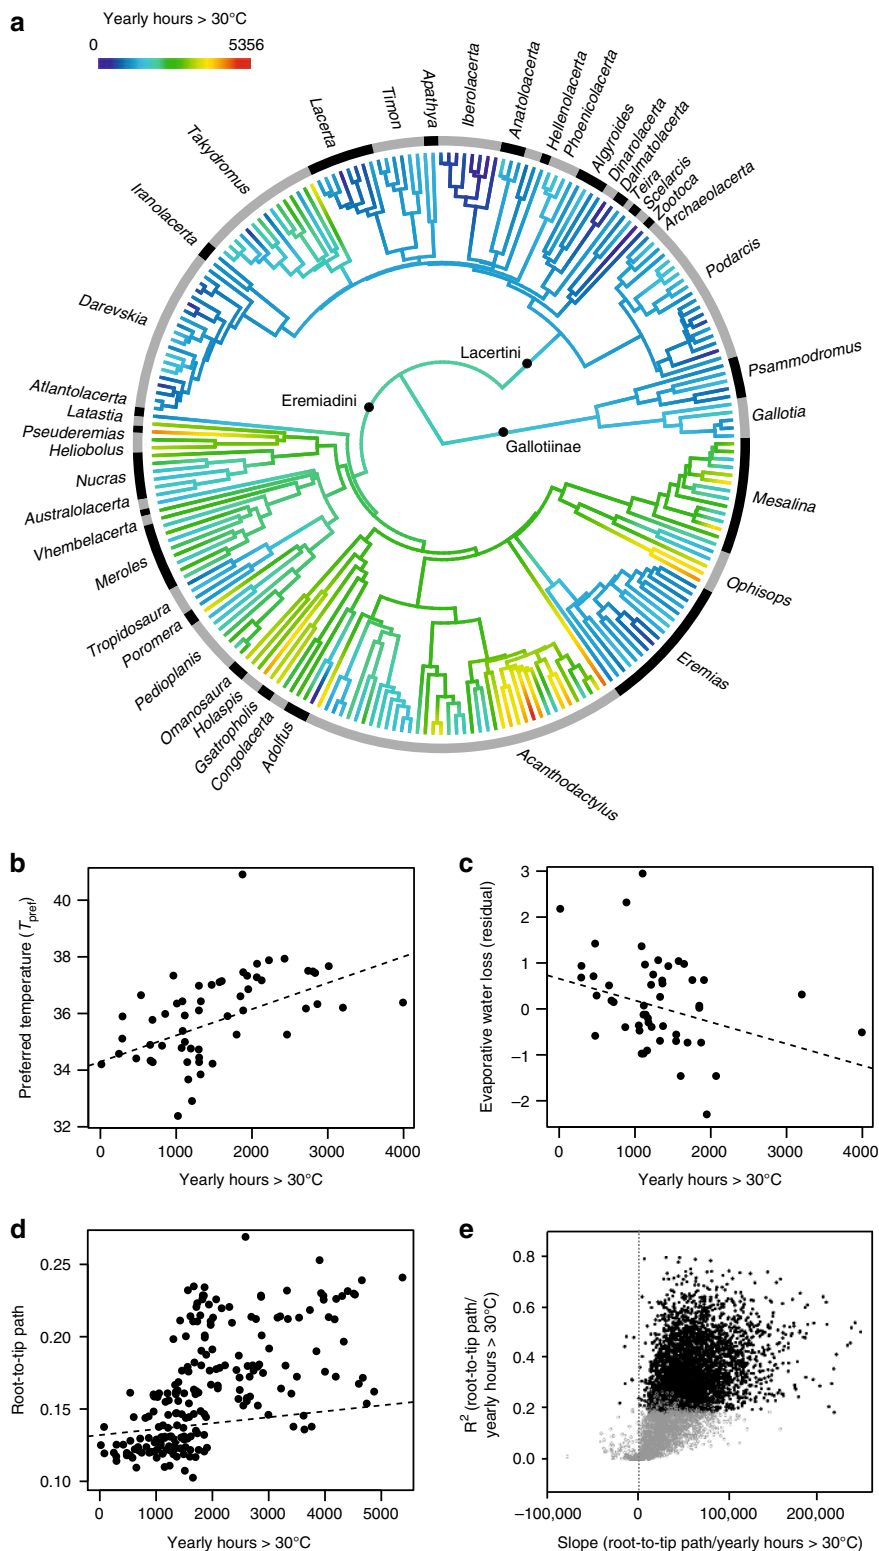 a
Yearly hours > 30°C
0 5356
Takydromus
Lacerta
Timon
Apathya
Iberolacerta
Anatoloacerta
Hellenolacerta
Phoenicolacerta
Algyroides
Dinarolacerta
Dalmatolacerta
Teira
Scelarcis
Zootoca
Archaeolacerta
Podarcis
Iranolacerta
Darevskia
Psammodromus
Lacertini
Eremiadini
Gallotiinae
Gallotia
Atlantolacerta
Latastia
Pseuderemias
Heliobolus
Nucras
Australolacerta
Vhembelacerta
Meroles
Tropidosaura
Poromera
Pedioplanis
Omanosaura
Holaspis
Gsatropholis
Congolacerta
Adolfus
Acanthodactylus
Eremias
Ophisops
Mesalina
b
Preferred temperature (Tpref)
40
38
36
34
32
0 1000 2000 3000 4000
Yearly hours > 30°C
c
Evaporative water loss (residual)
3
2
1
0
−1
−2
0 1000 2000 3000 4000
Yearly hours > 30°C
d
Root-to-tip path
0.25
0.20
0.15
0.10
0 1000 2000 3000 4000 5000
Yearly hours > 30°C
e
R² (root-to-tip path/
yearly hours > 30°C)
0.8
0.6
0.4
0.2
0.0
−100,000 0 100,000 200,000
Slope (root-to-tip path/yearly hours > 30°C)